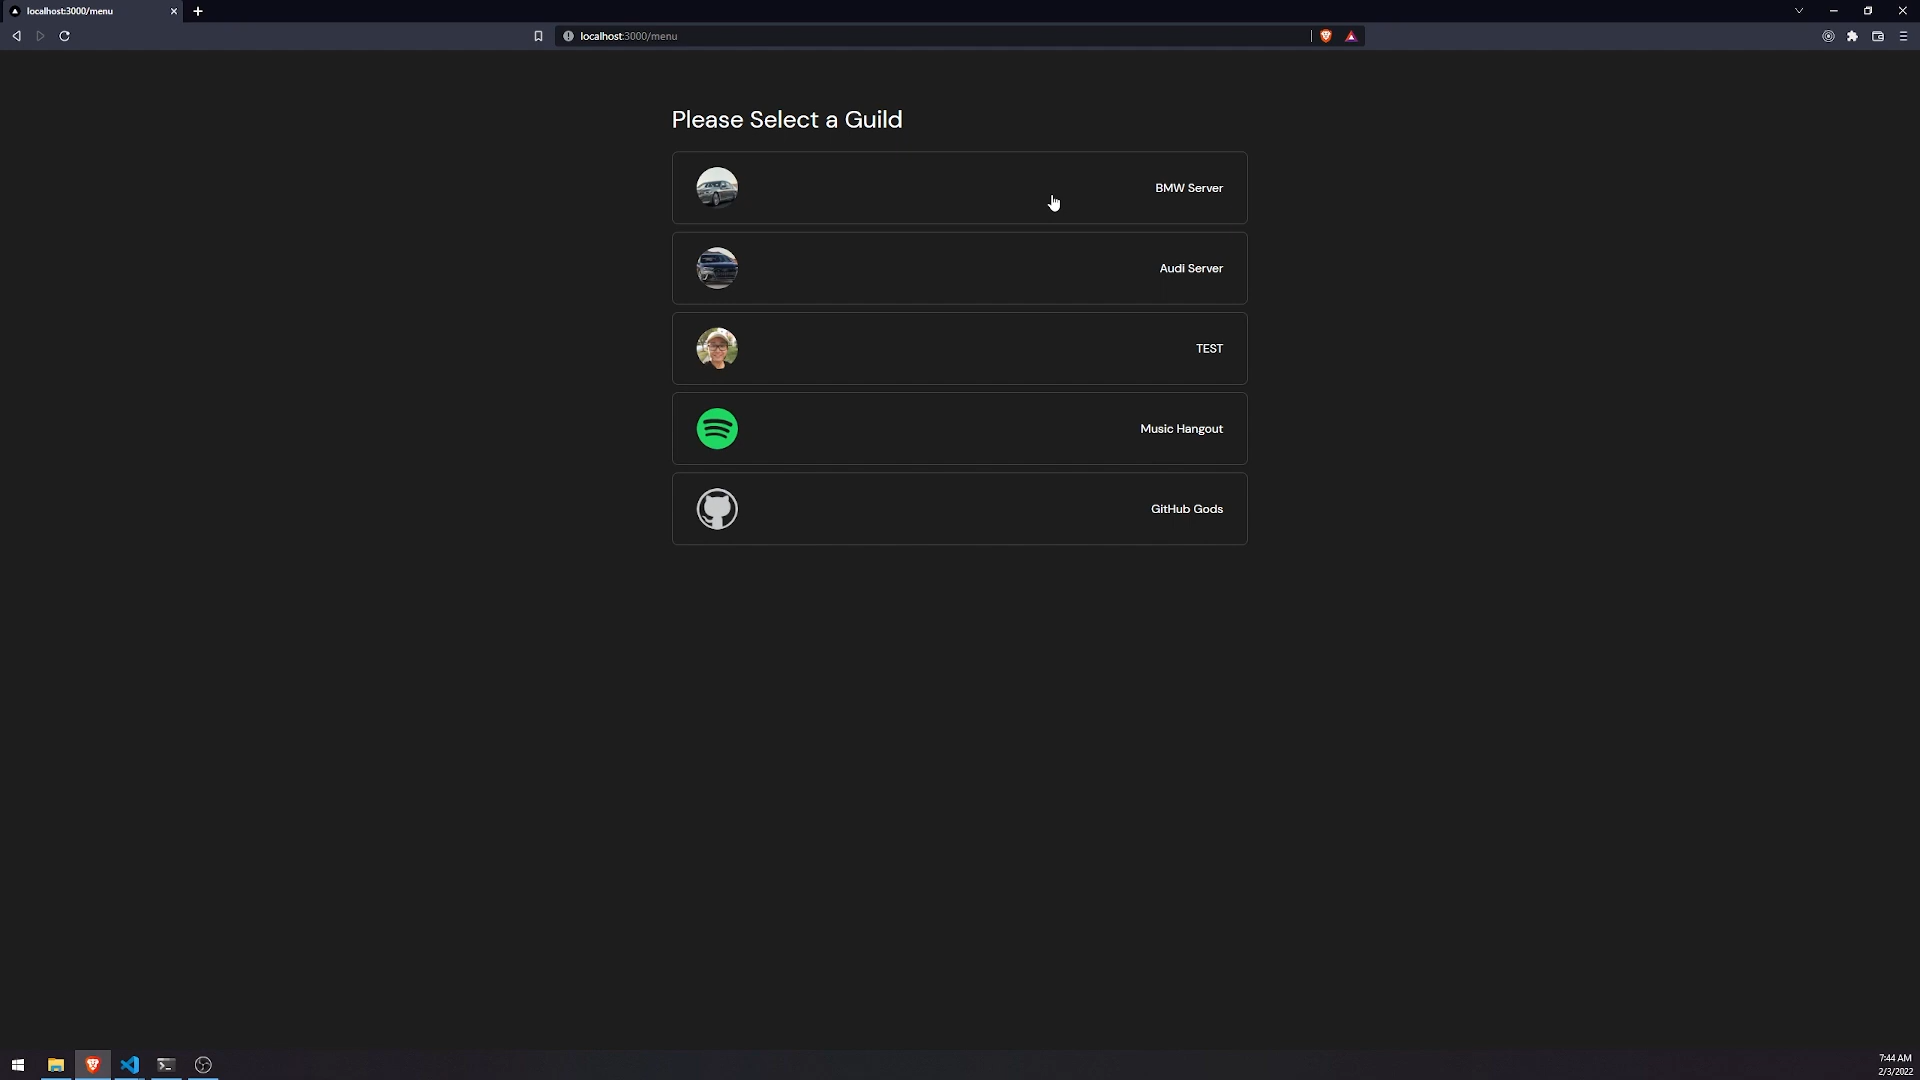 localhost:3000/menu
localhost:3000/menu
Please Select a Guild
BMW Server
Audi Server
TEST
Music Hangout
GitHub Gods
7:44 AM
2/3/2022